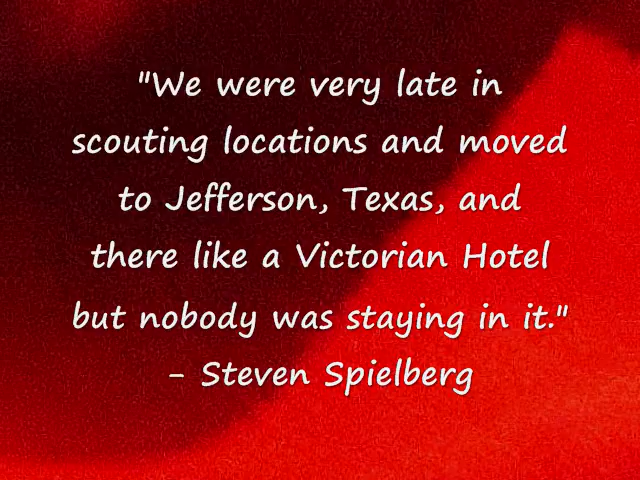 "We were very late in
scouting locations and moved
to Jefferson, Texas, and
there like a Victorian Hotel
but nobody was staying in it."
- Steven Spielberg